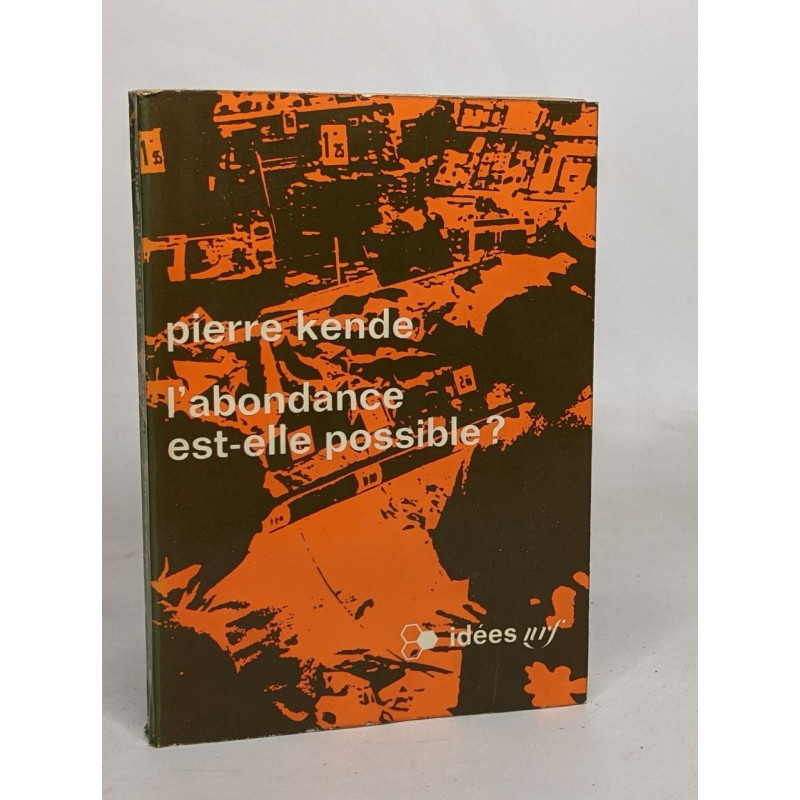 pierre kende
l'abondance
est-elle possible?
idées nrf